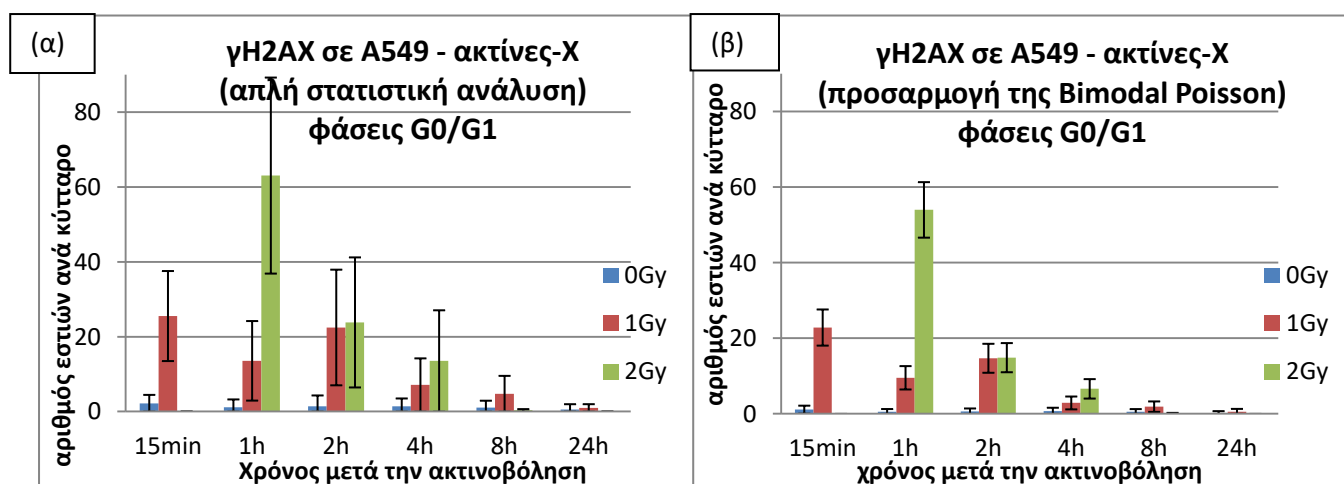 (α)
γH2AX σε A549 - ακτίνες-Χ
(απλή στατιστική ανάλυση)
φάσεις G0/G1
αριθμός εστιών ανά κύτταρο
80
60
40
20
0
0Gy
1Gy
2Gy
15min 1h 2h 4h 8h 24h
Χρόνος μετά την ακτινοβόληση
(β)
γH2AX σε A549 - ακτίνες-Χ
(προσαρμογή της Bimodal Poisson)
φάσεις G0/G1
αριθμός εστιών ανά κύτταρο
80
60
40
20
0
0Gy
1Gy
2Gy
15min 1h 2h 4h 8h 24h
χρόνος μετά την ακτινοβόληση